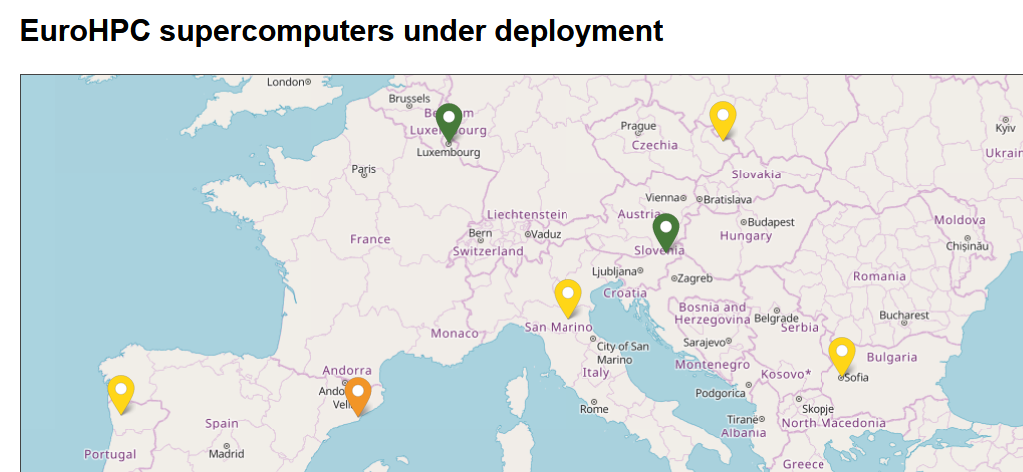 EuroHPC supercomputers under deployment
London
Brussels
Belgium
Luxembourg
Luxembourg
Prague
Czechia
Kyiv
Ukrain
Paris
Slovakia
Vienna
Bratislava
Liechtenstein
Austria
Budapest
Hungary
Moldova
Chișinău
France
Bern
Vaduz
Switzerland
Slovenia
Ljubljana
Zagreb
Romania
Croatia
Bosnia and
Herzegovina
Belgrade
Serbia
Bucharest
San Marino
Monaco
City of San
Marino
Sarajevo
Montenegro
Kosovo*
Bulgaria
Sofia
Andorra
Italy
Podgorica
Rome
Skopje
North Macedonia
Tirane
Albania
Spain
Madrid
Portugal
Greece